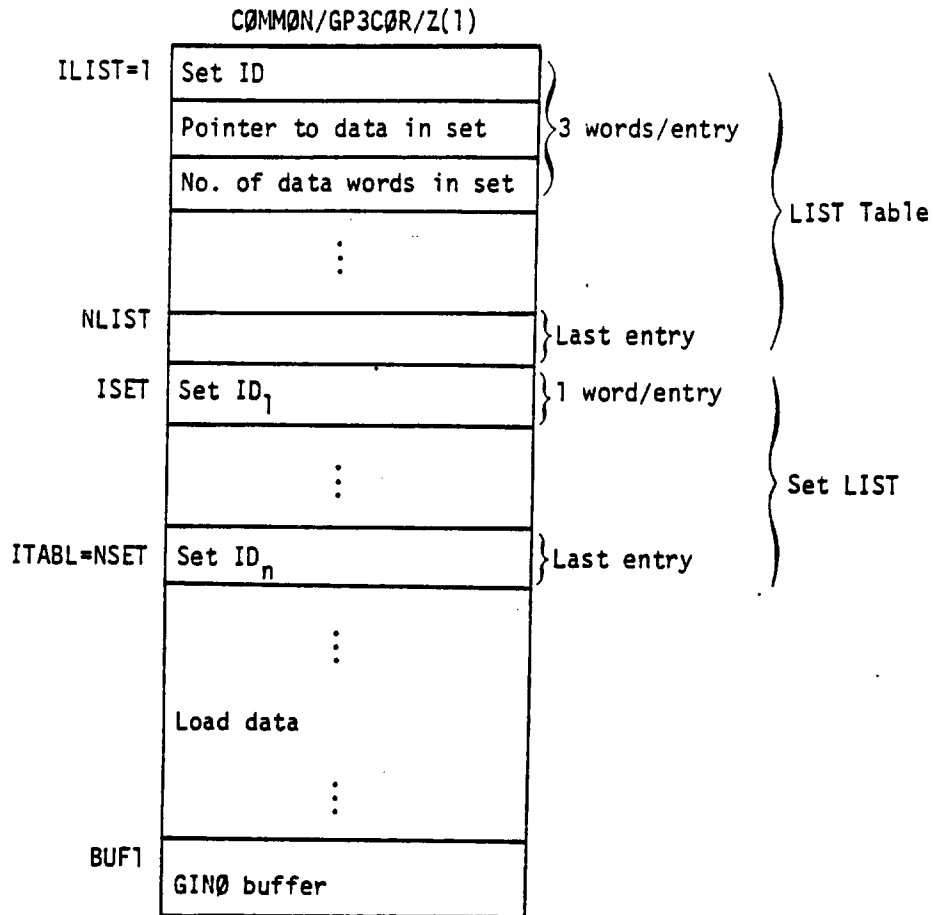 CØMMØN/GP3CØR/Z(1)
ILIST=1
Set ID
Pointer to data in set
3 words/entry
No. of data words in set
LIST Table
NLIST
Last entry
ISET
Set ID1
1 word/entry
Set LIST
ITABL=NSET
Set IDn
Last entry
Load data
BUF1
GINØ buffer